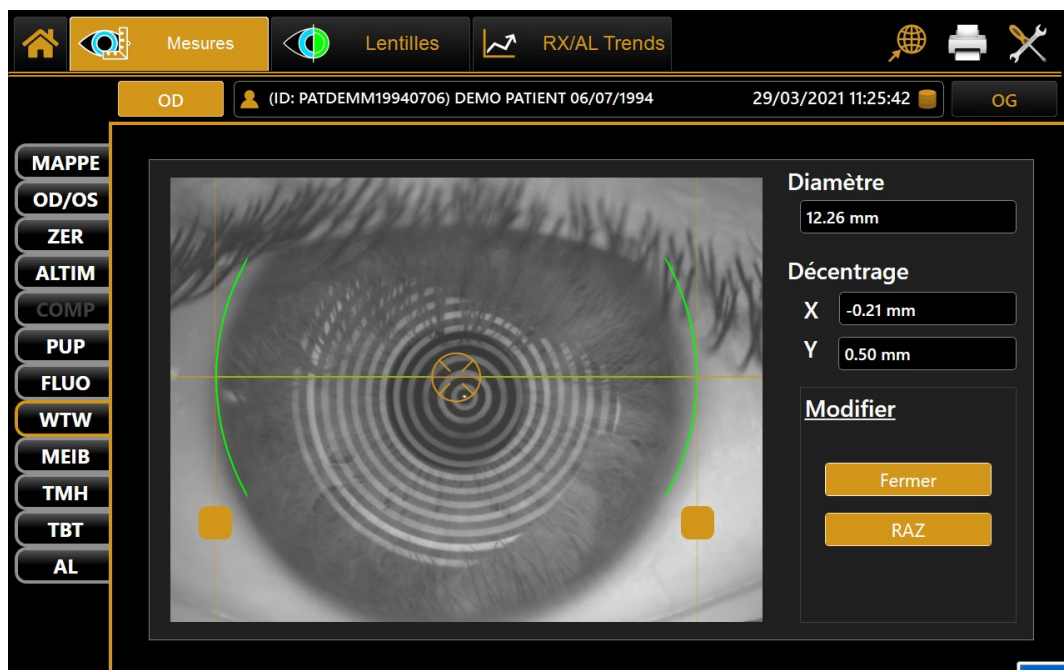 Mesures
Lentilles
RX/AL Trends
OD
(ID: PATDEMM19940706) DEMO PATIENT 06/07/1994
29/03/2021 11:25:42
OG
MAPPE
OD/OS
ZER
ALTIM
COMP
PUP
FLUO
WTW
MEIB
TMH
TBT
AL
Diamètre
12.26 mm
Décentrage
X -0.21 mm
Y 0.50 mm
Modifier
Fermer
RAZ